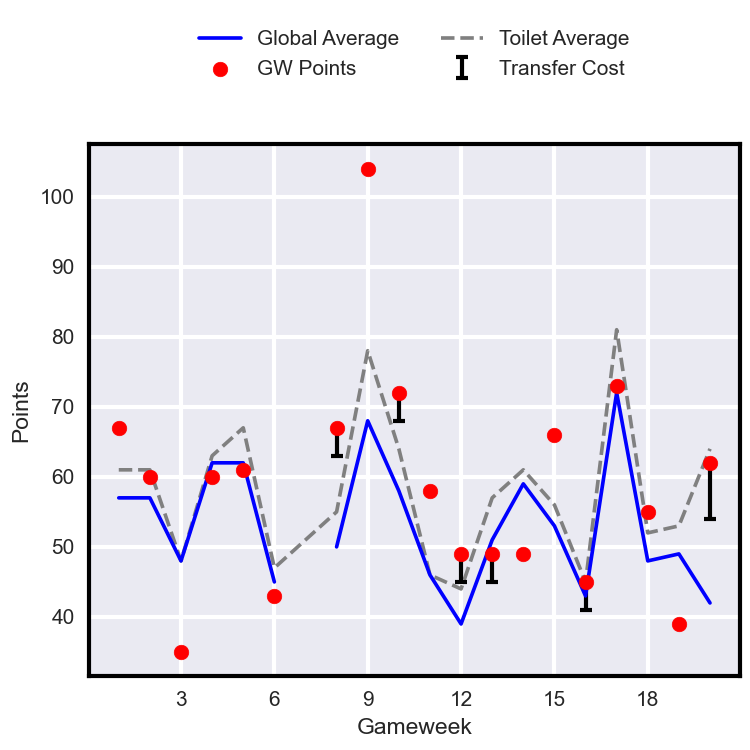 Global Average
Toilet Average
GW Points
Transfer Cost
100
90
80
70
60
50
40
Points
3 6 9 12 15 18
Gameweek